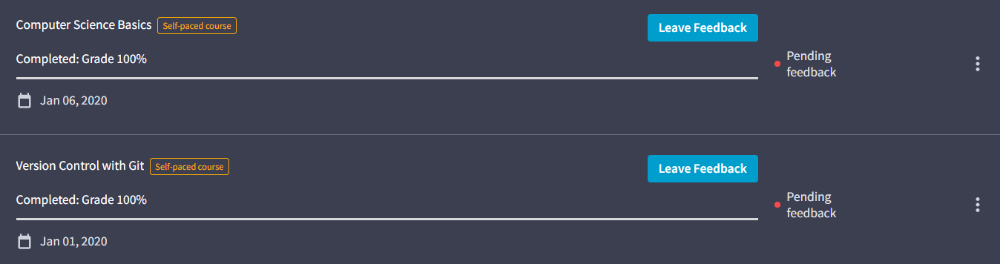 Computer Science Basics Self-paced course Leave Feedback
Completed: Grade 100%
Pending
feedback
Jan 06, 2020
Version Control with Git Self-paced course Leave Feedback
Completed: Grade 100%
Pending
feedback
Jan 01, 2020